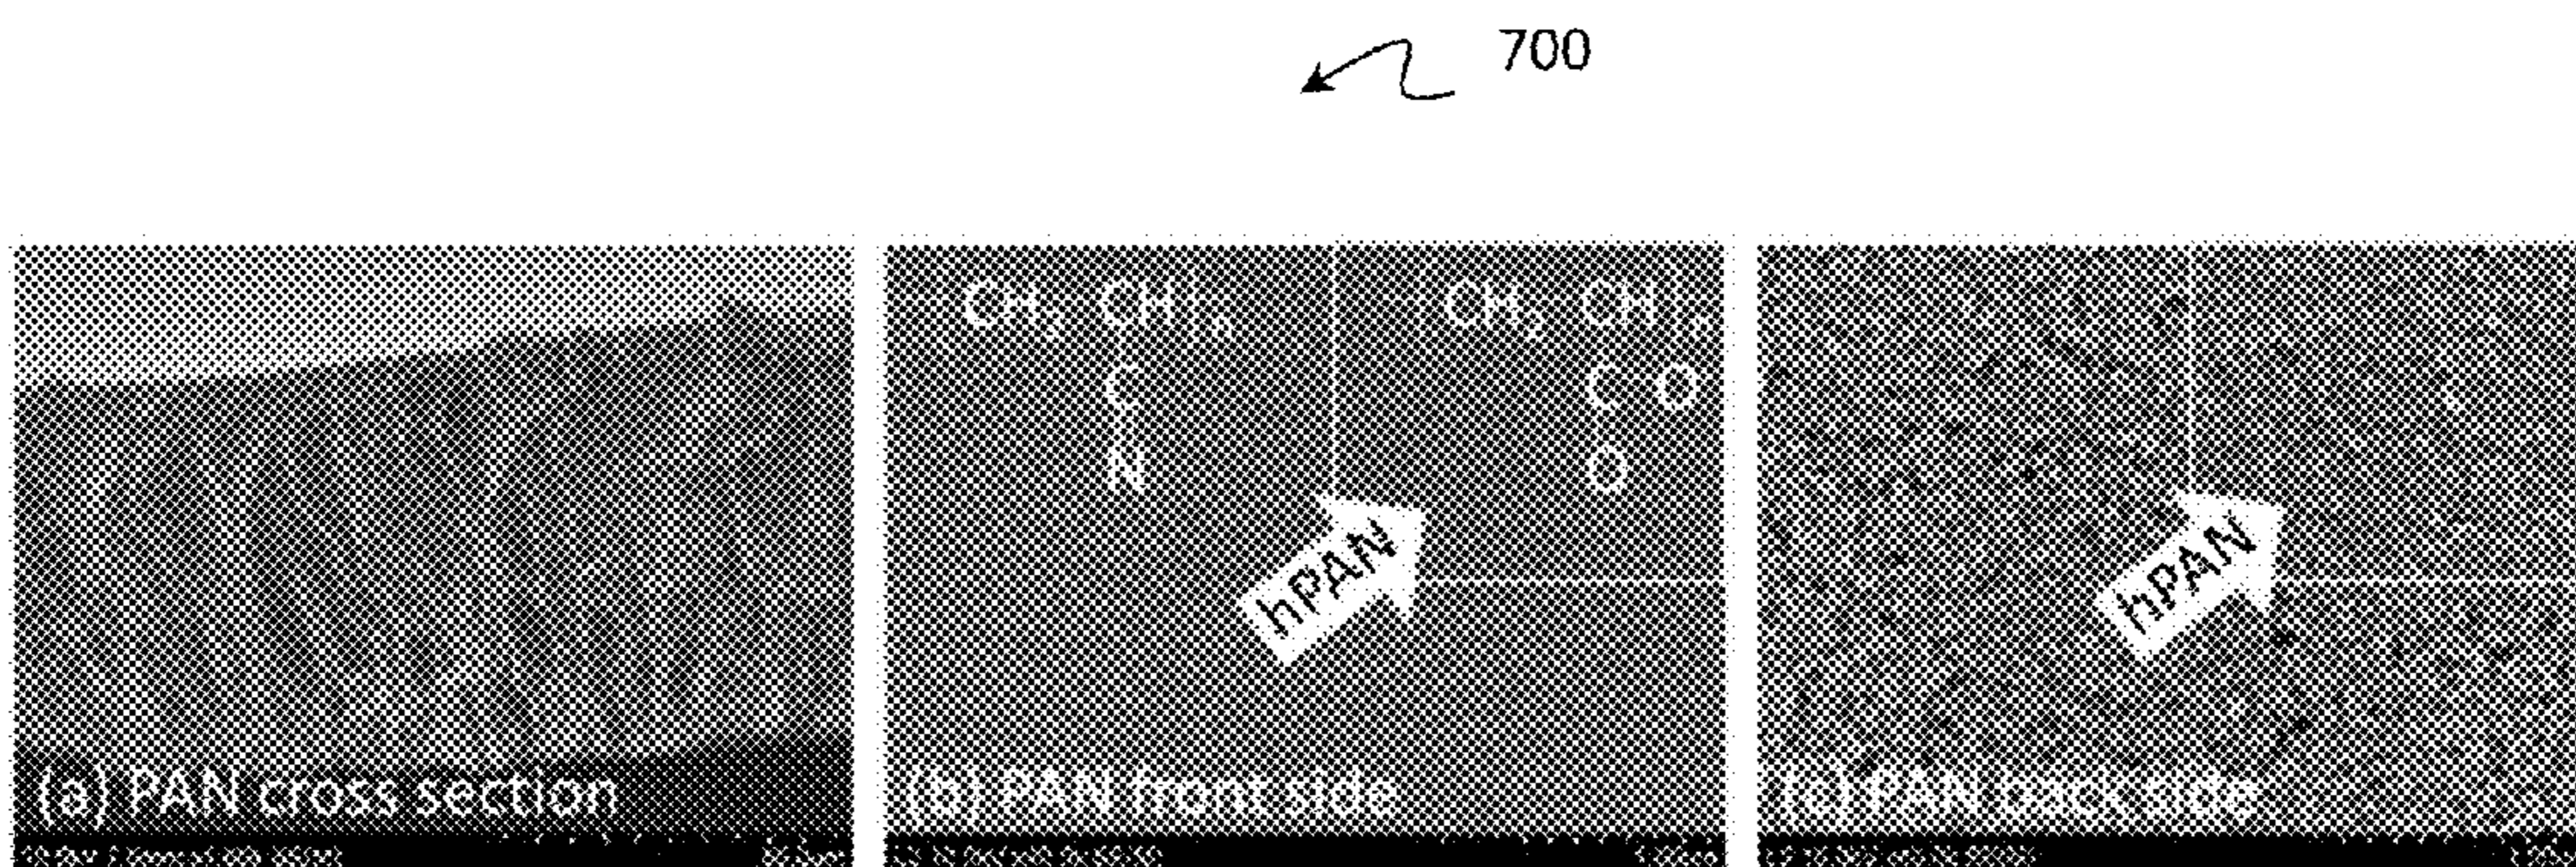 700
CH₂ CH]n
C
N
CH₂ CH]n
C O
O
hPAN
hPAN
(a) PAN cross section
(b) PAN front side
(c) PAN back side